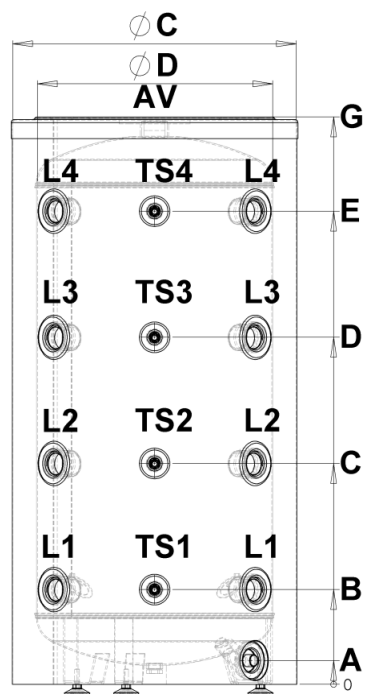 ⌀ C
⌀ D
AV
G
L4 TS4 L4
E
L3 TS3 L3
D
L2 TS2 L2
C
L1 TS1 L1
B
A
0